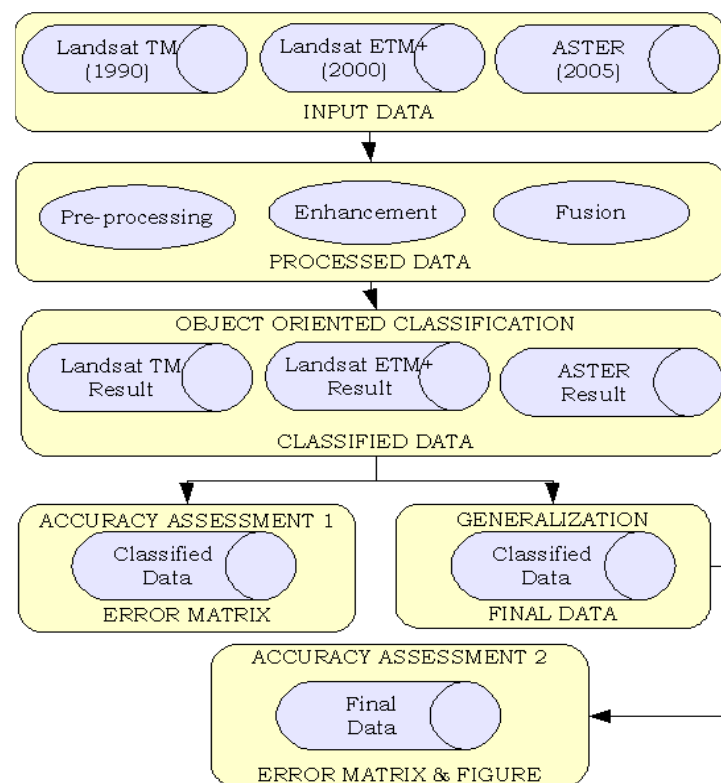 Landsat TM
(1990)
Landsat ETM+
(2000)
ASTER
(2005)
INPUT DATA
Pre-processing
Enhancement
Fusion
PROCESSED DATA
OBJECT ORIENTED CLASSIFICATION
Landsat TM
Result
Landsat ETM+
Result
ASTER
Result
CLASSIFIED DATA
ACCURACY ASSESSMENT 1
Classified
Data
ERROR MATRIX
GENERALIZATION
Classified
Data
FINAL DATA
ACCURACY ASSESSMENT 2
Final
Data
ERROR MATRIX & FIGURE